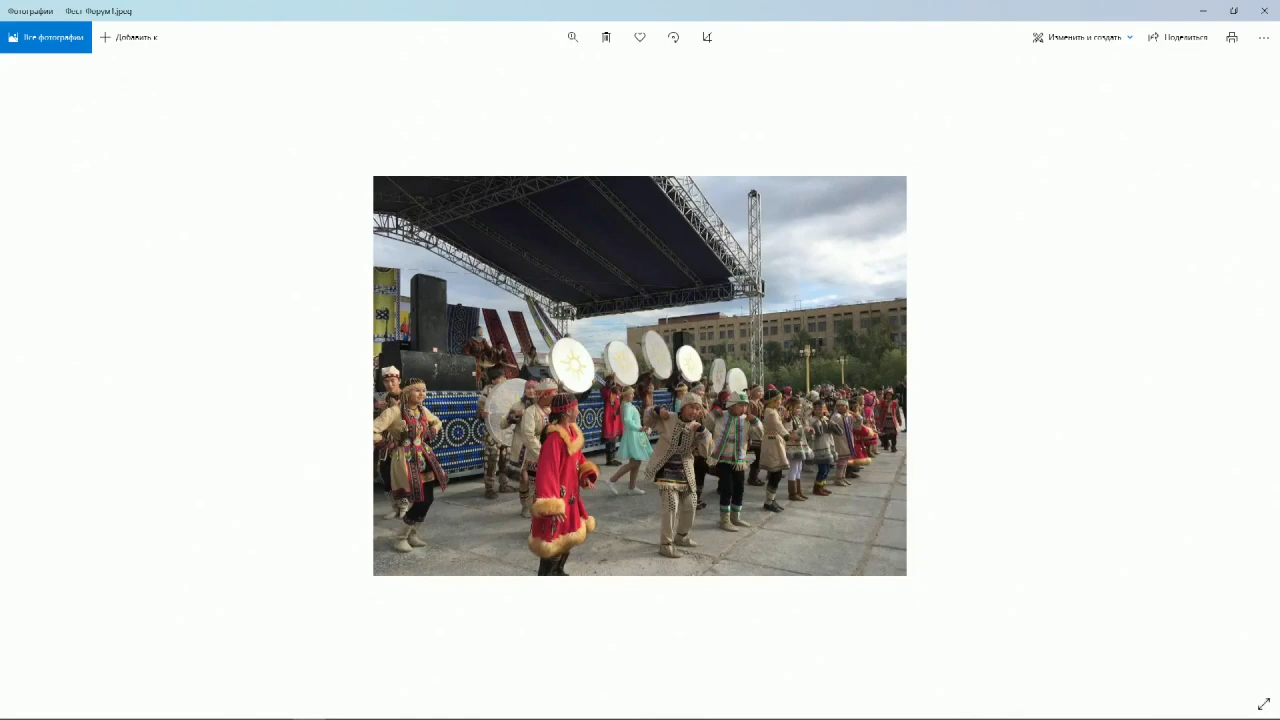 Фотографии - Фест Форум1.jpeg
Все фотографии
Добавить к
Изменить и создать
Поделиться